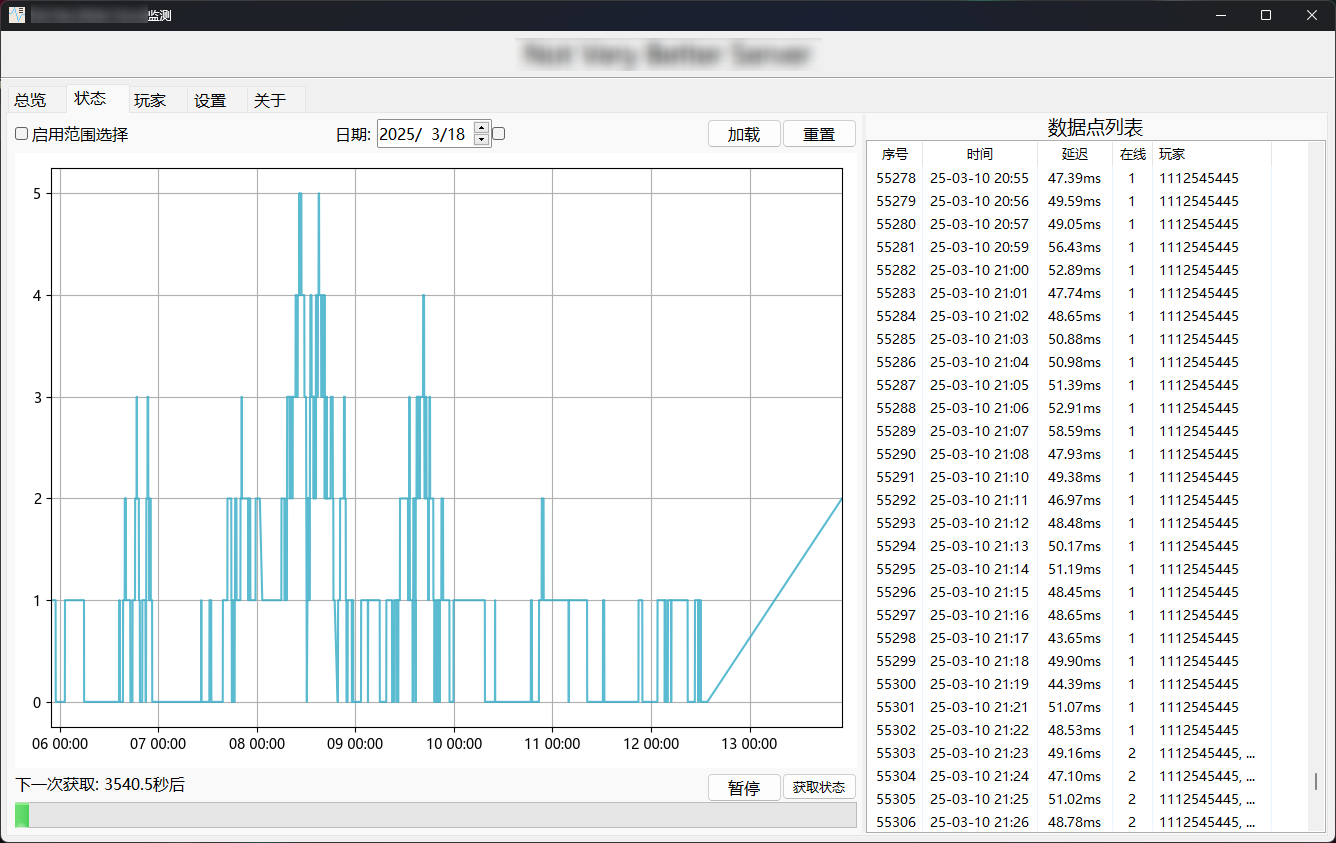 监测
Not Very Better Server
总览 状态 玩家 设置 关于
启用范围选择 日期: 2025/ 3/18 加载 重置
数据点列表
序号 时间 延迟 在线 玩家
55278 25-03-10 20:55 47.39ms 1 1112545445
55279 25-03-10 20:56 49.59ms 1 1112545445
55280 25-03-10 20:57 49.05ms 1 1112545445
55281 25-03-10 20:59 56.43ms 1 1112545445
55282 25-03-10 21:00 52.89ms 1 1112545445
55283 25-03-10 21:01 47.74ms 1 1112545445
55284 25-03-10 21:02 48.65ms 1 1112545445
55285 25-03-10 21:03 50.88ms 1 1112545445
55286 25-03-10 21:04 50.98ms 1 1112545445
55287 25-03-10 21:05 51.39ms 1 1112545445
55288 25-03-10 21:06 52.91ms 1 1112545445
55289 25-03-10 21:07 58.59ms 1 1112545445
55290 25-03-10 21:08 47.93ms 1 1112545445
55291 25-03-10 21:10 49.38ms 1 1112545445
55292 25-03-10 21:11 46.97ms 1 1112545445
55293 25-03-10 21:12 48.48ms 1 1112545445
55294 25-03-10 21:13 50.17ms 1 1112545445
55295 25-03-10 21:14 51.19ms 1 1112545445
55296 25-03-10 21:15 48.45ms 1 1112545445
55297 25-03-10 21:16 48.65ms 1 1112545445
55298 25-03-10 21:17 43.65ms 1 1112545445
55299 25-03-10 21:18 49.90ms 1 1112545445
55300 25-03-10 21:19 44.39ms 1 1112545445
55301 25-03-10 21:21 51.07ms 1 1112545445
55302 25-03-10 21:22 48.53ms 1 1112545445
55303 25-03-10 21:23 49.16ms 2 1112545445, ...
55304 25-03-10 21:24 47.10ms 2 1112545445, ...
55305 25-03-10 21:25 51.02ms 2 1112545445, ...
55306 25-03-10 21:26 48.78ms 2 1112545445, ...
5
4
3
2
1
0
06 00:00 07 00:00 08 00:00 09 00:00 10 00:00 11 00:00 12 00:00 13 00:00
下一次获取: 3540.5秒后 暂停 获取状态